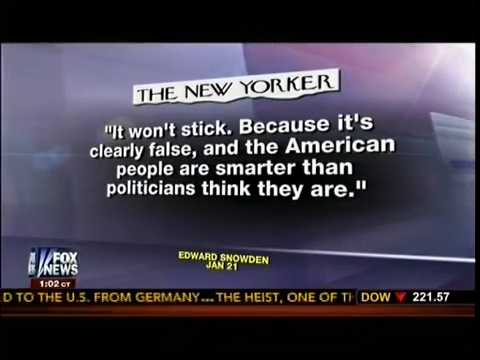 THE NEW YORKER
"It won't stick. Because it's
clearly false, and the American
people are smarter than
politicians think they are."
EDWARD SNOWDEN
JAN 21
FOX
NEWS
1:02 CT
D TO THE U.S. FROM GERMANY...THE HEIST, ONE OF TH
DOW ▼ 221.57